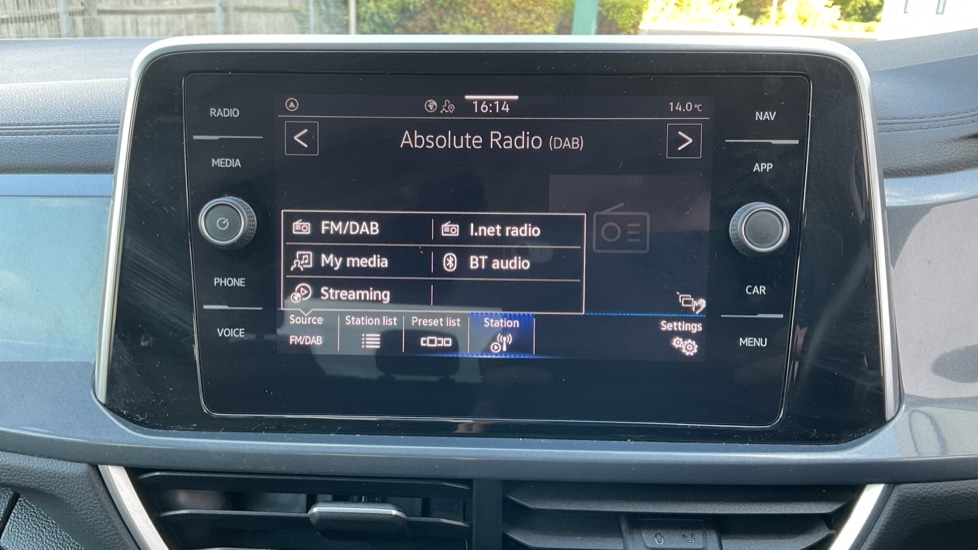 RADIO
MEDIA
PHONE
VOICE
16:14
14.0°C
Absolute Radio (DAB)
FM/DAB
I.net radio
My media
BT audio
Streaming
Source
FM/DAB
Station list
Preset list
Station
Settings
NAV
APP
CAR
MENU